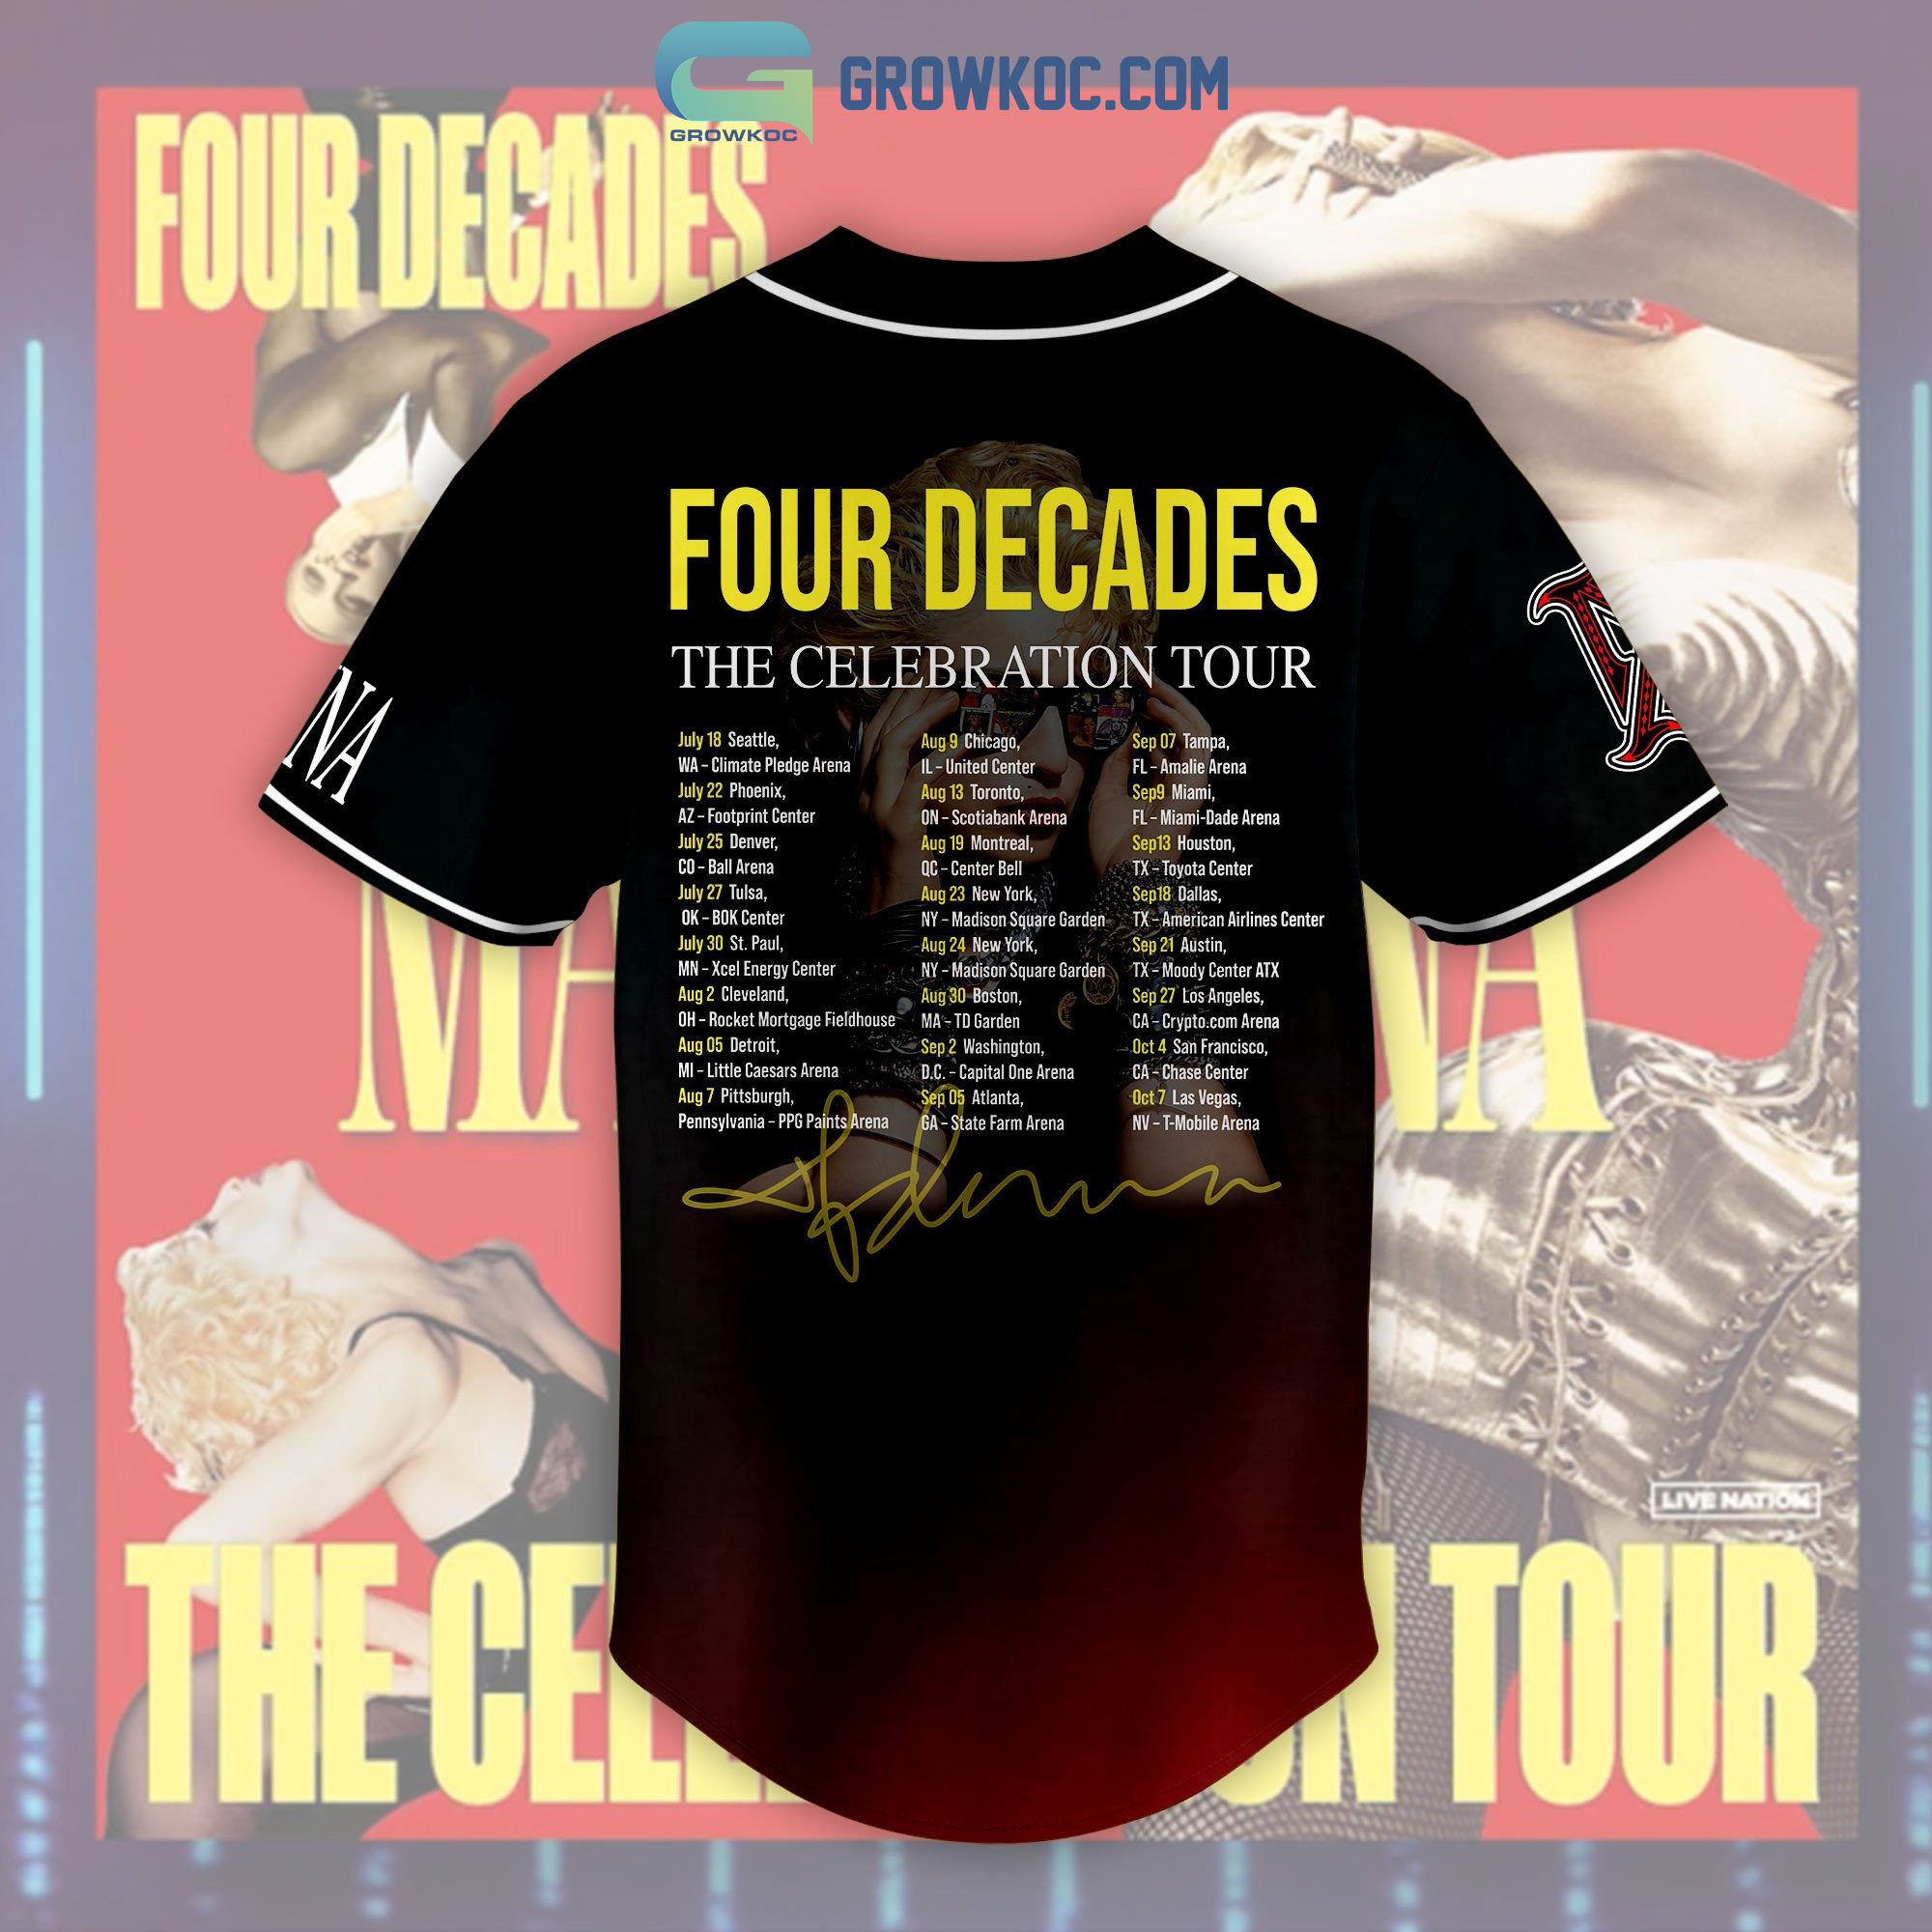 GROWKOC.COM
GROWKOC
FOUR DECADES
FOUR DECADES
THE CELEBRATION TOUR
NA
July 18 Seattle,
WA – Climate Pledge Arena
July 22 Phoenix,
AZ – Footprint Center
July 25 Denver,
CO – Ball Arena
July 27 Tulsa,
OK – BOK Center
July 30 St. Paul,
MN – Xcel Energy Center
Aug 2 Cleveland,
OH – Rocket Mortgage Fieldhouse
Aug 05 Detroit,
MI – Little Caesars Arena
Aug 7 Pittsburgh,
Pennsylvania – PPG Paints Arena
Aug 9 Chicago,
IL – United Center
Aug 13 Toronto,
ON – Scotiabank Arena
Aug 19 Montreal,
QC – Center Bell
Aug 23 New York,
NY – Madison Square Garden
Aug 24 New York,
NY – Madison Square Garden
Aug 30 Boston,
MA – TD Garden
Sep 2 Washington,
D.C. – Capital One Arena
Sep 05 Atlanta,
GA – State Farm Arena
Sep 07 Tampa,
FL – Amalie Arena
Sep9 Miami,
FL – Miami-Dade Arena
Sep13 Houston,
TX – Toyota Center
Sep18 Dallas,
TX – American Airlines Center
Sep 21 Austin,
TX – Moody Center ATX
Sep 27 Los Angeles,
CA – Crypto.com Arena
Oct 4 San Francisco,
CA – Chase Center
Oct 7 Las Vegas,
NV – T-Mobile Arena
LIVE NATION
THE CEL ON TOUR